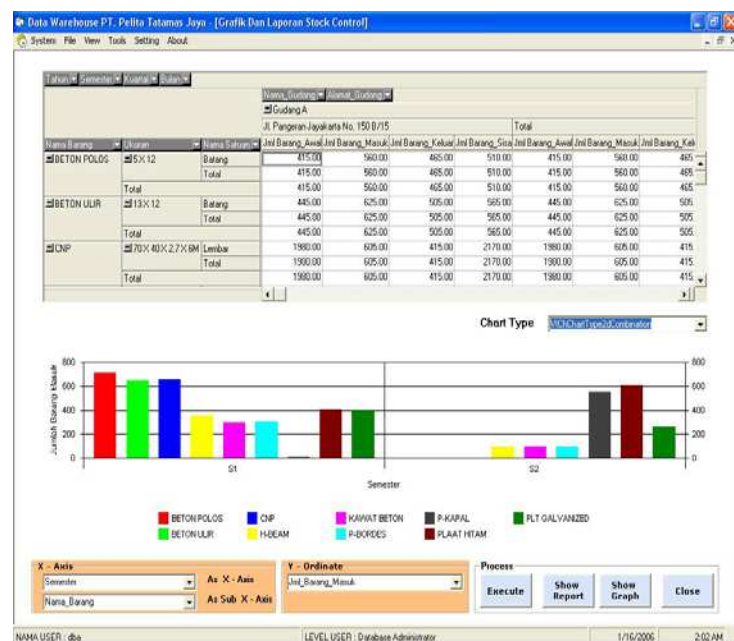 Data Warehouse PT. Pelita Tatamas Jaya - [Grafik Dan Laporan Stock Control]
System File View Tools Setting About
Tahun Semester Kuartal Bulan
Nama_Gudang Alamat_Gudang
Gudang A
Jl. Pangeran Jayakarta No. 150 B/15 Total
Nama Barang Ukuran Nama Satuan Jml Barang_Awal Jml Barang_Masuk Jml Barang_Keluar Jml Barang_Sisa Jml Barang_Awal Jml Barang_Masuk Jml Barang_Kel
BETON POLOS 5 X 12 Batang 415.00 560.00 465.00 510.00 415.00 560.00 465
Total 415.00 560.00 465.00 510.00 415.00 560.00 465
Total 415.00 560.00 465.00 510.00 415.00 560.00 465
BETON ULIR 13 X 12 Batang 445.00 625.00 505.00 565.00 445.00 625.00 505.
Total 445.00 625.00 505.00 565.00 445.00 625.00 505.
Total 445.00 625.00 505.00 565.00 445.00 625.00 505.
CNP 70 X 40 X 2,7 X 6M Lembar 1980.00 605.00 415.00 2170.00 1980.00 605.00 415.
Total 1980.00 605.00 415.00 2170.00 1980.00 605.00 415.
Total 1980.00 605.00 415.00 2170.00 1980.00 605.00 415.
Chart Type VtChChartType2dCombination
800 800
600 600
400 400
200 200
0 0
Jumlah Barang Masuk
S1 S2
Semester
BETON POLOS CNP KAWAT BETON P-KAPAL PLT GALVANIZED
BETON ULIR H-BEAM P-BORDES PLAAT HITAM
X - Axis Y - Ordinate Process
Semester As X - Axis Jml_Barang_Masuk
Nama_Barang As Sub X - Axis
Execute Show Report Show Graph Close
NAMA USER : dba LEVEL USER : Database Administrator 1/16/2006 2:02 AM